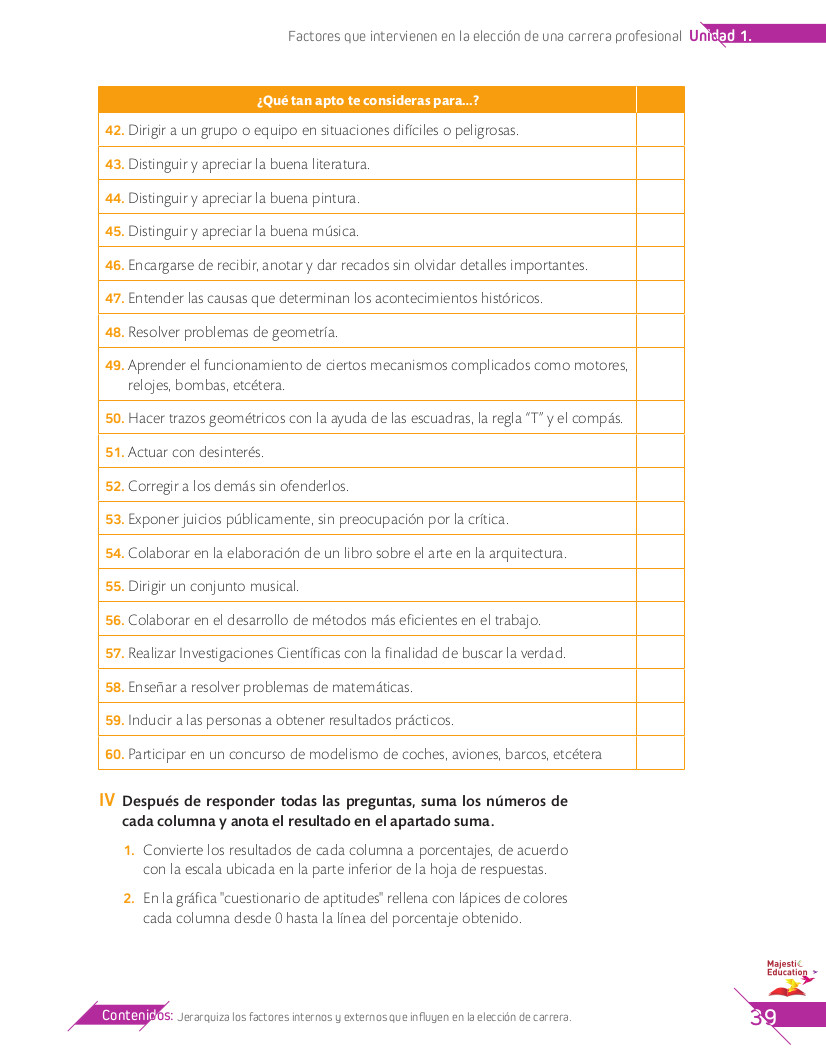 Factores que intervienen en la elección de una carrera profesional Unidad 1.
¿Qué tan apto te consideras para...?
42. Dirigir a un grupo o equipo en situaciones difíciles o peligrosas.
43. Distinguir y apreciar la buena literatura.
44. Distinguir y apreciar la buena pintura.
45. Distinguir y apreciar la buena música.
46. Encargarse de recibir, anotar y dar recados sin olvidar detalles importantes.
47. Entender las causas que determinan los acontecimientos históricos.
48. Resolver problemas de geometría.
49. Aprender el funcionamiento de ciertos mecanismos complicados como motores,
relojes, bombas, etcétera.
50. Hacer trazos geométricos con la ayuda de las escuadras, la regla “T” y el compás.
51. Actuar con desinterés.
52. Corregir a los demás sin ofenderlos.
53. Exponer juicios públicamente, sin preocupación por la crítica.
54. Colaborar en la elaboración de un libro sobre el arte en la arquitectura.
55. Dirigir un conjunto musical.
56. Colaborar en el desarrollo de métodos más eficientes en el trabajo.
57. Realizar Investigaciones Científicas con la finalidad de buscar la verdad.
58. Enseñar a resolver problemas de matemáticas.
59. Inducir a las personas a obtener resultados prácticos.
60. Participar en un concurso de modelismo de coches, aviones, barcos, etcétera
IV Después de responder todas las preguntas, suma los números de
cada columna y anota el resultado en el apartado suma.
1. Convierte los resultados de cada columna a porcentajes, de acuerdo
con la escala ubicada en la parte inferior de la hoja de respuestas.
2. En la gráfica "cuestionario de aptitudes" rellena con lápices de colores
cada columna desde 0 hasta la línea del porcentaje obtenido.
Majestic
Education
Contenidos: Jerarquiza los factores internos y externos que influyen en la elección de carrera.
39